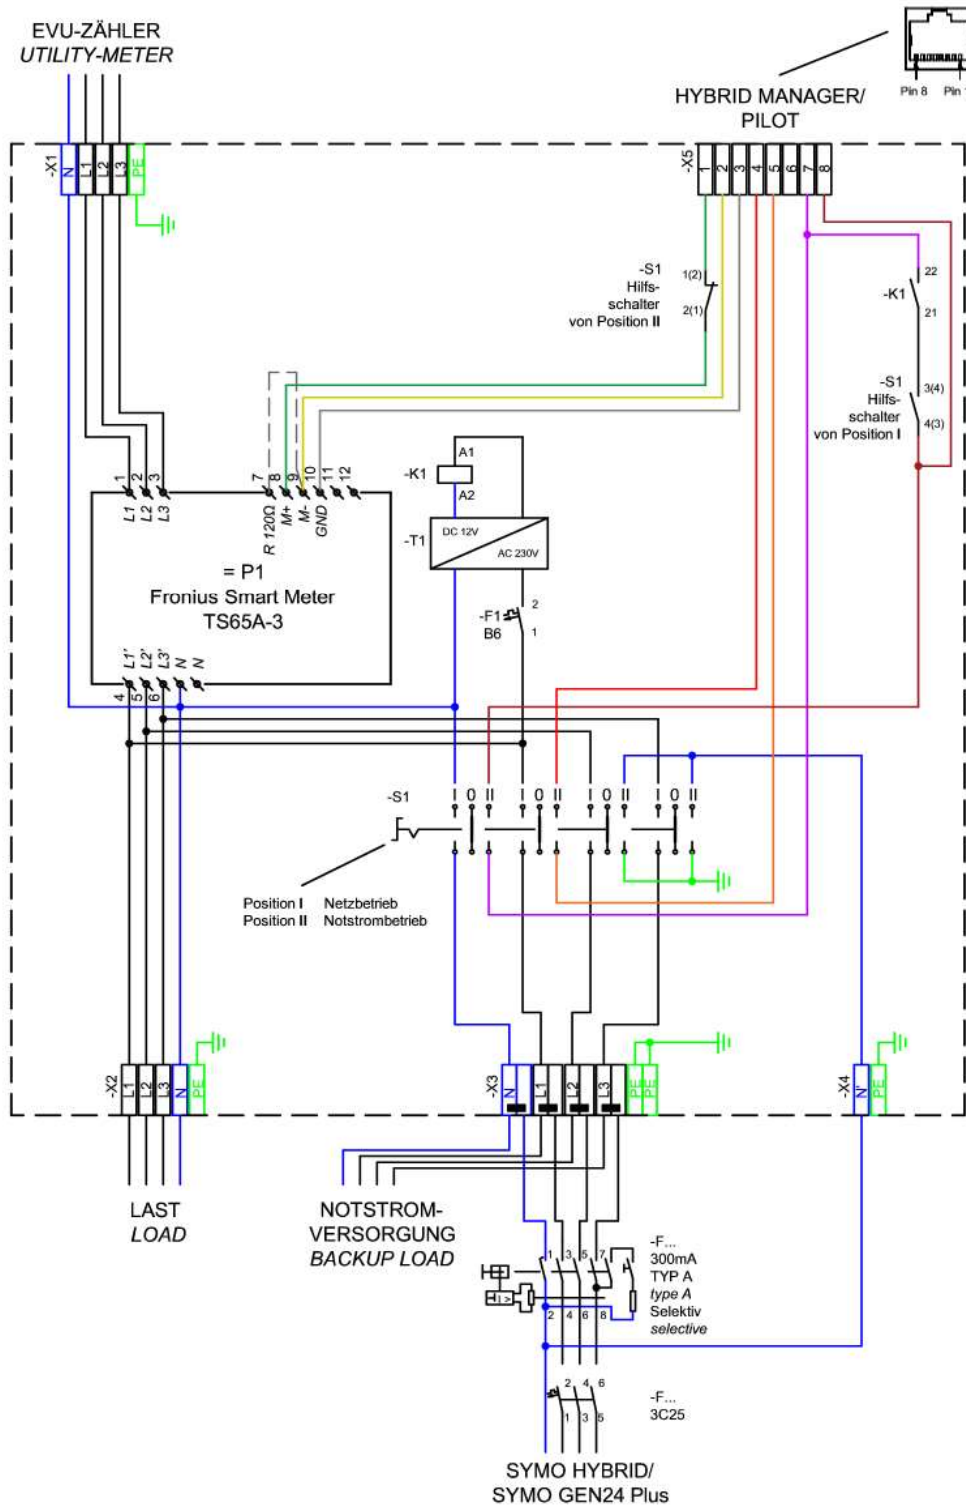 EVU-ZÄHLER
UTILITY-METER
Pin 8
HYBRID MANAGER/
PILOT
-X1
N L1 L2 L3 PE
-X5
1 2 3 4 5 6 7 8
-S1
Hilfs-
schalter
von Position II
1(2)
2(1)
22
-K1
21
-S1
Hilfs-
schalter
von Position I
3(4)
4(3)
1 2 3
7 8 9 10 11 12
L1 L2 L3
R 120Ω M+ M- GND
= P1
Fronius Smart Meter
TS65A-3
L1' L2' L3' N N
4 5 6
A1
-K1
A2
-T1
DC 12V
AC 230V
-F1
B6
2
1
-S1
I 0 II I 0 II I 0 II I 0 II
Position I Netzbetrieb
Position II Notstrombetrieb
-X2
L1 L2 L3 N PE
-X3
N L1 L2 L3 PE PE
-X4
N' PE
LAST
LOAD
NOTSTROM-
VERSORGUNG
BACKUP LOAD
1 3 5 7
2 4 6 8
I <
-F...
300mA
TYP A
type A
Selektiv
selective
2 4 6
1 3 5
-F...
3C25
SYMO HYBRID/
SYMO GEN24 Plus